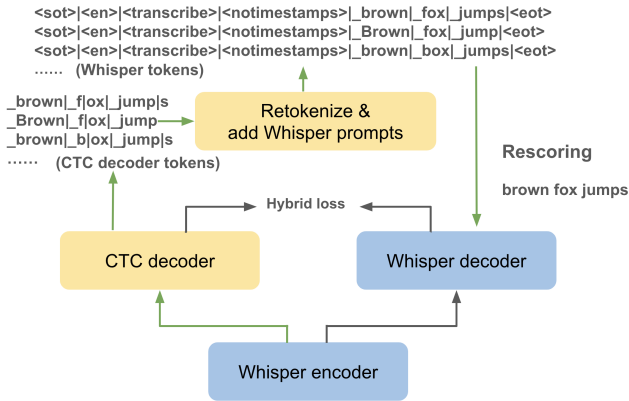 <sot>|<en>|<transcribe>|<notimestamps>|_brown|_fox|_jumps|<eot>
<sot>|<en>|<transcribe>|<notimestamps>|_Brown|_fox|_jump|<eot>
<sot>|<en>|<transcribe>|<notimestamps>|_brown|_box|_jumps|<eot>
...... (Whisper tokens)
_brown|_f|ox|_jump|s
_Brown|_f|ox|_jump
_brown|_b|ox|_jump|s
...... (CTC decoder tokens)
Retokenize &
add Whisper prompts
Rescoring
brown fox jumps
Hybrid loss
CTC decoder
Whisper decoder
Whisper encoder